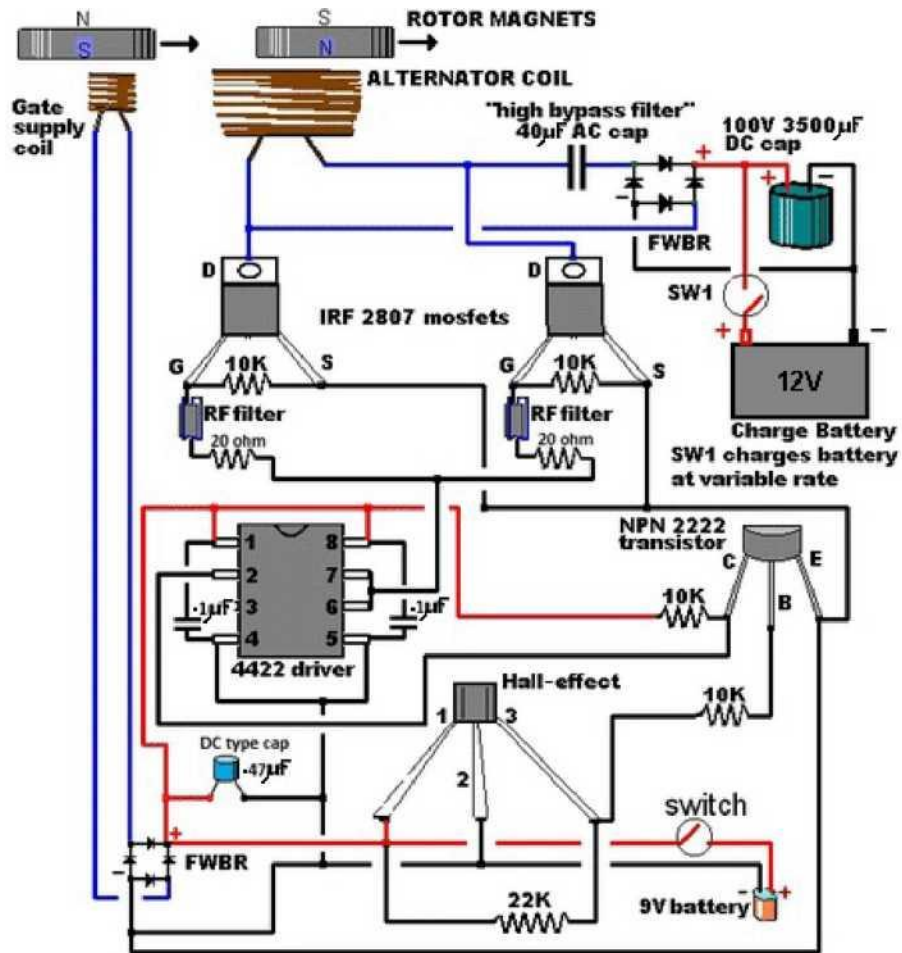 N
S
S
N
ROTOR MAGNETS
ALTERNATOR COIL
Gate
supply
coil
"high bypass filter"
40µF AC cap
100V 3500µF
DC cap
+
+
-
-
FWBR
D
D
SW1
IRF 2807 mosfets
+
-
G
10K
S
G
10K
S
12V
RF filter
RF filter
20 ohm
20 ohm
Charge Battery
SW1 charges battery
at variable rate
NPN 2222
transistor
1
8
C
E
2
7
10K
B
.1µF
3
6
.1µF
4
5
4422 driver
Hall-effect
10K
1
3
DC type cap
.47µF
2
switch
+
FWBR
-
-
+
22K
9V battery